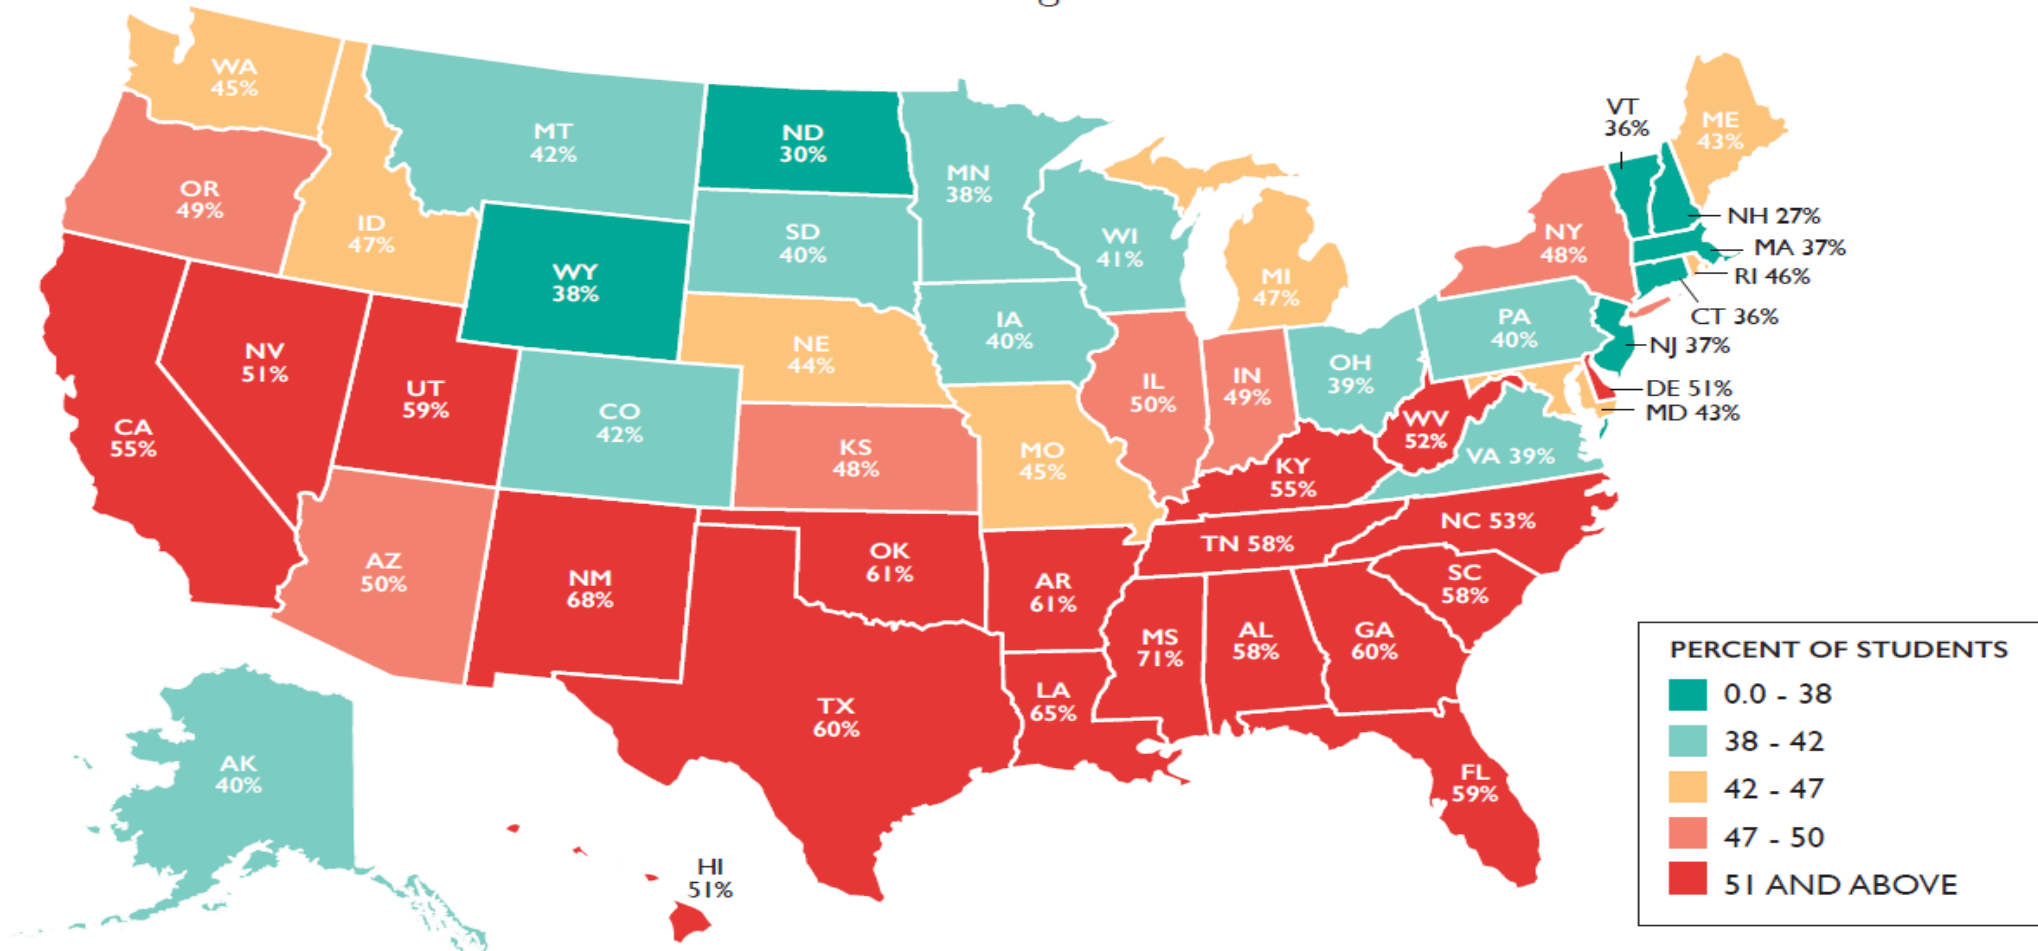 WA
45%
MT
42%
ND
30%
MN
38%
VT
36%
ME
43%
OR
49%
ID
47%
SD
40%
WI
41%
NY
48%
NH 27%
MA 37%
RI 46%
WY
38%
MI
47%
CT 36%
NJ 37%
NV
51%
UT
59%
NE
44%
IA
40%
PA
40%
OH
39%
IL
50%
IN
49%
DE 51%
MD 43%
CA
55%
CO
42%
KS
48%
MO
45%
WV
52%
VA 39%
KY
55%
NC 53%
TN 58%
AZ
50%
NM
68%
OK
61%
AR
61%
SC
58%
MS
71%
AL
58%
GA
60%
TX
60%
LA
65%
FL
59%
AK
40%
HI
51%
PERCENT OF STUDENTS
0.0 - 38
38 - 42
42 - 47
47 - 50
51 AND ABOVE